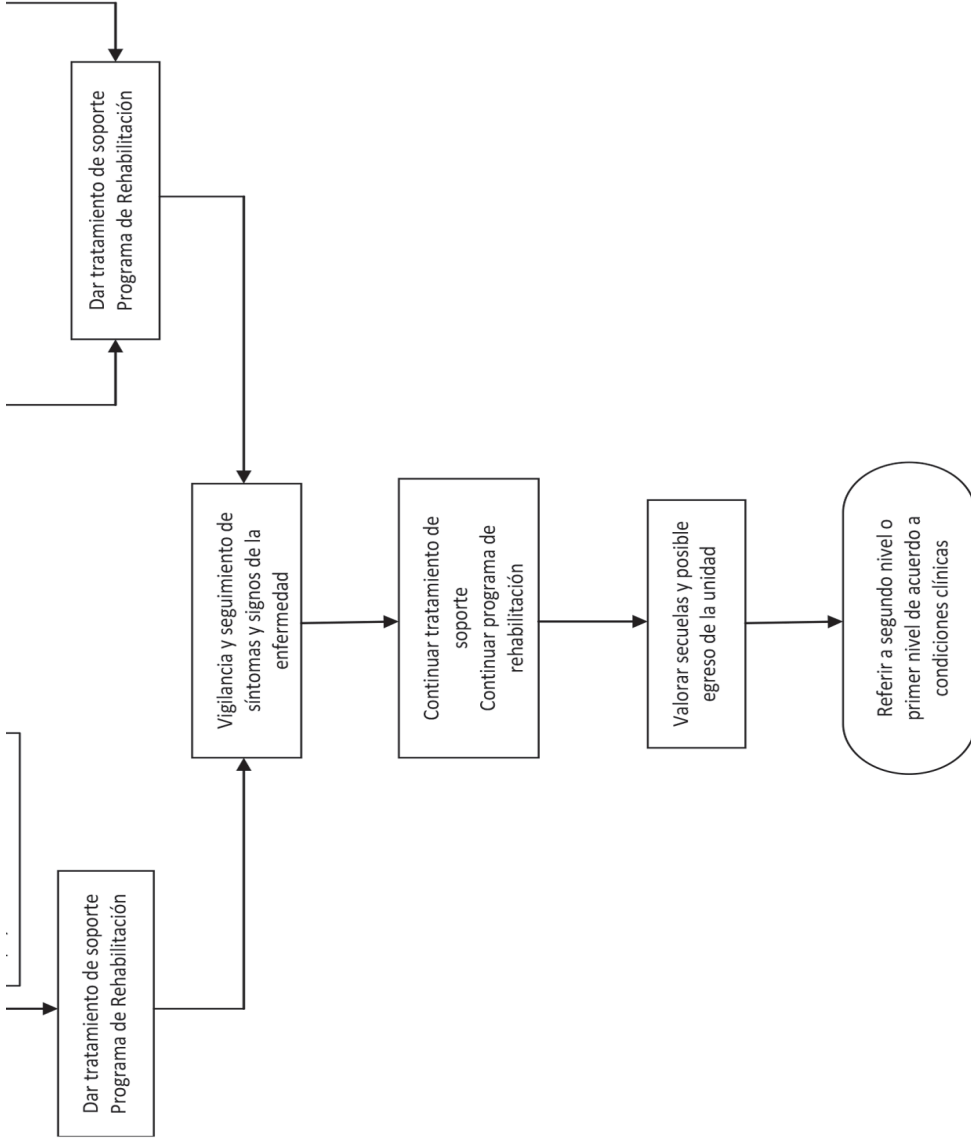 Dar tratamiento de soporte
Programa de Rehabilitación
Dar tratamiento de soporte
Programa de Rehabilitación
Vigilancia y seguimiento de
síntomas y signos de la
enfermedad
Continuar tratamiento de
soporte
Continuar programa de
rehabilitación
Valorar secuelas y posible
egreso de la unidad
Referir a segundo nivel o
primer nivel de acuerdo a
condiciones clínicas